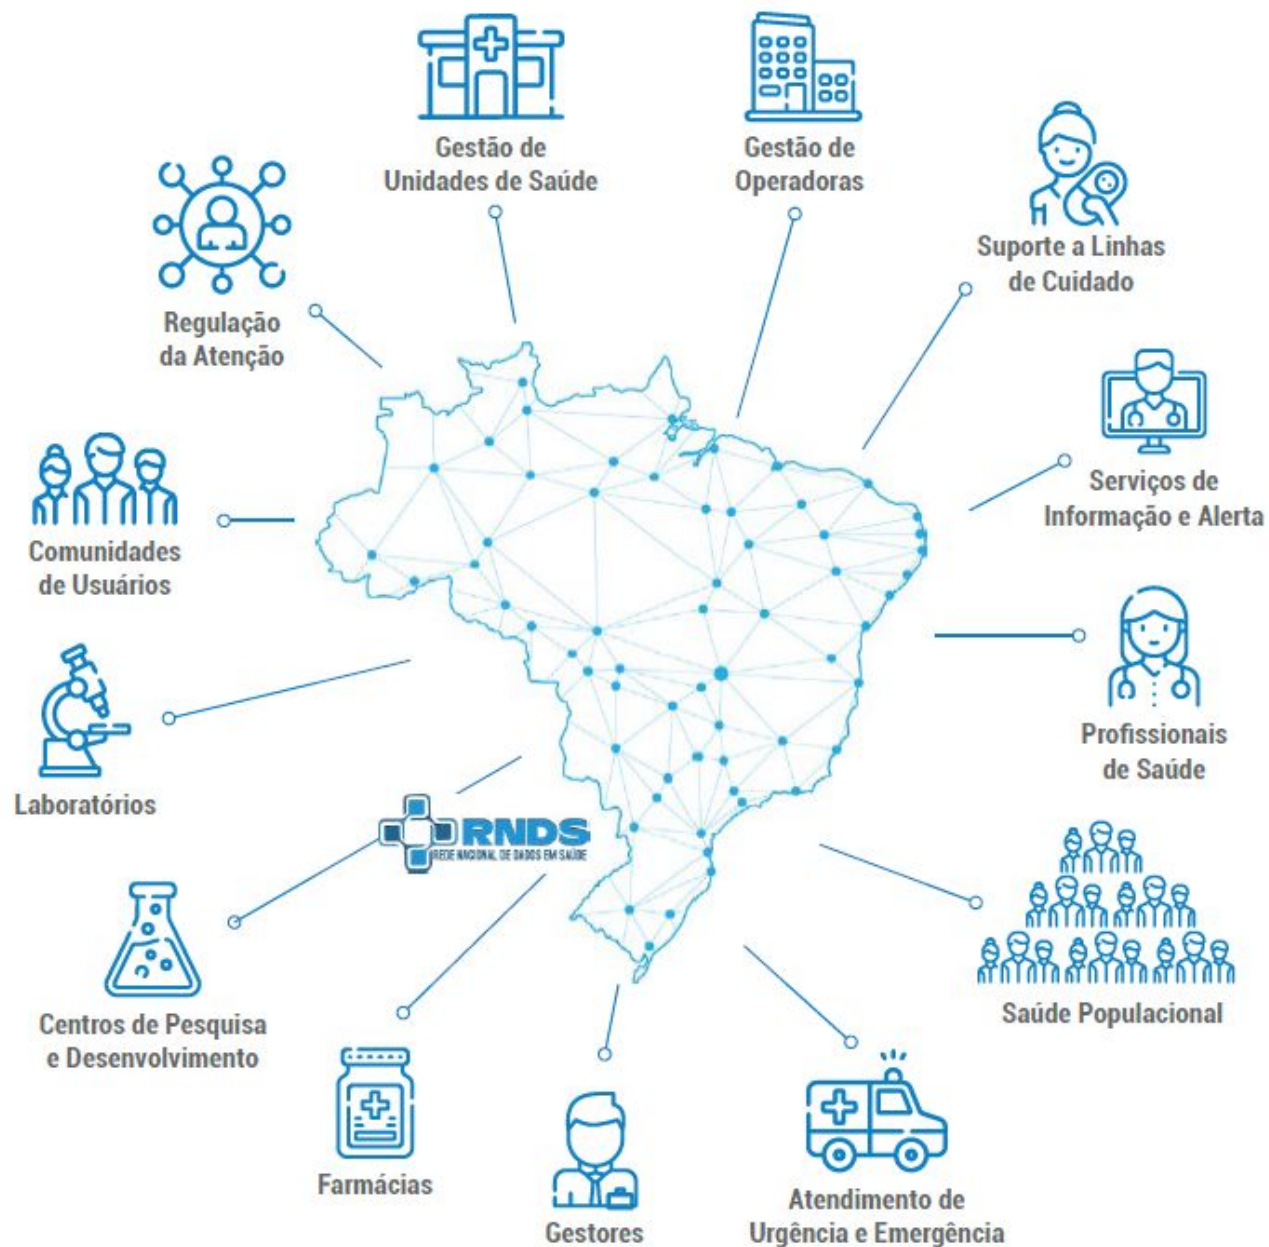 Gestão de
Unidades de Saúde
Gestão de
Operadoras
Suporte a Linhas
de Cuidado
Regulação
da Atenção
Serviços de
Informação e Alerta
Comunidades
de Usuários
Profissionais
de Saúde
Laboratórios
RNDS
REDE NACIONAL DE DADOS EM SAÚDE
Saúde Populacional
Centros de Pesquisa
e Desenvolvimento
Farmácias
Gestores
Atendimento de
Urgência e Emergência